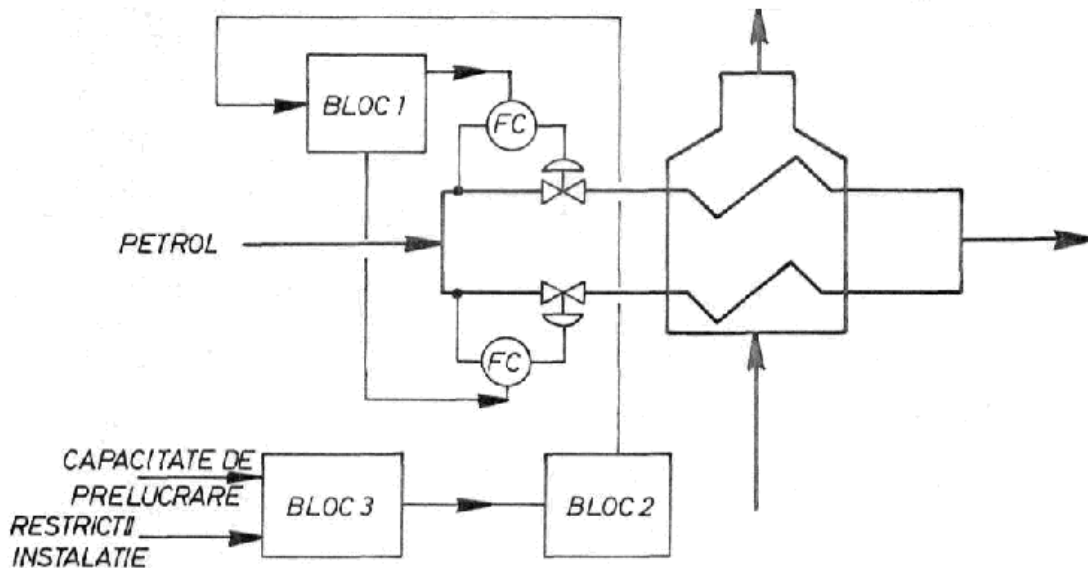 BLOC 1
FC
PETROL
FC
CAPACITATE DE
PRELUCRARE
RESTRICTII
INSTALATIE
BLOC 3
BLOC 2